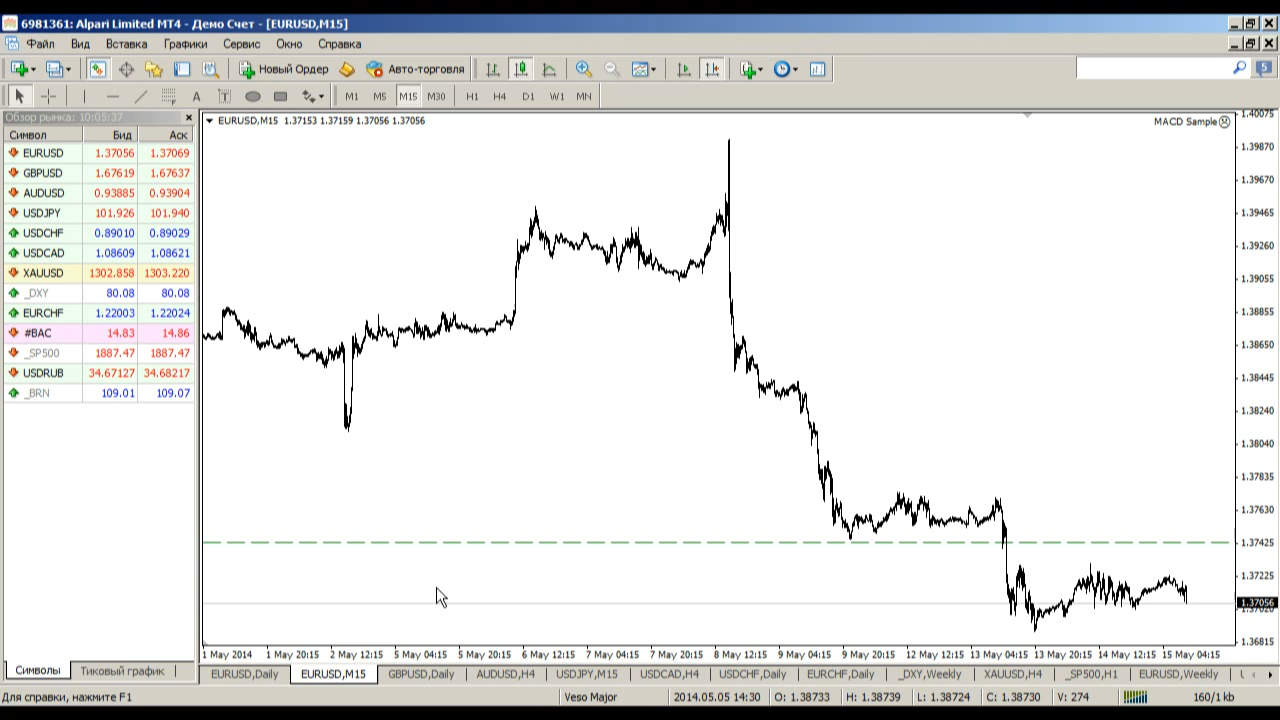 6981361: Alpari Limited MT4 - Демо Счет - [EURUSD,M15]
Файл Вид Вставка Графики Сервис Окно Справка
Новый Ордер Авто-торговля 5
A T M1 M5 M15 M30 H1 H4 D1 W1 MN
Обзор рынка: 10:05:37
Символ Бид Аск
EURUSD 1.37056 1.37069
GBPUSD 1.67619 1.67637
AUDUSD 0.93885 0.93904
USDJPY 101.926 101.940
USDCHF 0.89010 0.89029
USDCAD 1.08609 1.08621
XAUUSD 1302.858 1303.220
_DXY 80.08 80.08
EURCHF 1.22003 1.22024
#BAC 14.83 14.86
_SP500 1887.47 1887.47
USDRUB 34.67127 34.68217
_BRN 109.01 109.07
Символы Тиковый график
EURUSD,M15 1.37153 1.37159 1.37056 1.37056
MACD Sample
1.40075
1.39870
1.39670
1.39465
1.39260
1.39055
1.38855
1.38650
1.38445
1.38240
1.38040
1.37835
1.37630
1.37425
1.37225
1.37056
1.37020
1.36815
1 May 2014 1 May 20:15 2 May 12:15 5 May 04:15 5 May 20:15 6 May 12:15 7 May 04:15 7 May 20:15 8 May 12:15 9 May 04:15 9 May 20:15 12 May 12:15 13 May 04:15 13 May 20:15 14 May 12:15 15 May 04:15
EURUSD,Daily EURUSD,M15 GBPUSD,Daily AUDUSD,H4 USDJPY,M15 USDCAD,H4 USDCHF,Daily EURCHF,Daily _DXY,Weekly XAUUSD,H4 _SP500,H1 EURUSD,Weekly
Для справки, нажмите F1 Veso Major 2014.05.05 14:30 O: 1.38733 H: 1.38739 L: 1.38724 C: 1.38730 V: 274 160/1 kb